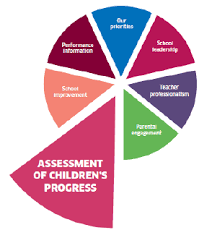 Our
priorities
School
leadership
Teacher
professionalism
Parental
engagement
ASSESSMENT
OF CHILDREN'S
PROGRESS
School
improvement
Performance
information